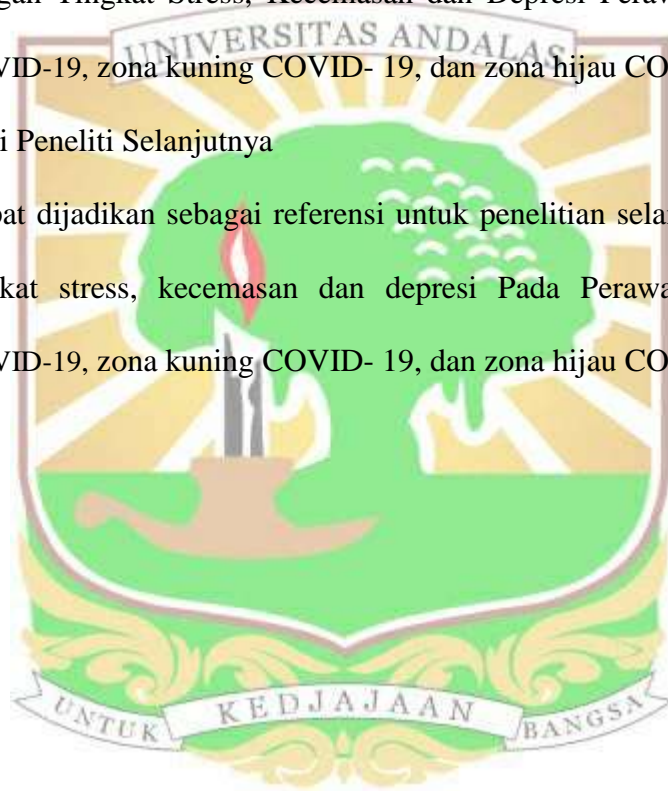 gan Tingkat Stress, Kecemasan dan Depresi Perav
UNIVERSITAS ANDALAS
VID-19, zona kuning COVID- 19, dan zona hijau CO
i Peneliti Selanjutnya
at dijadikan sebagai referensi untuk penelitian sela
kat stress, kecemasan dan depresi Pada Perawa
VID-19, zona kuning COVID- 19, dan zona hijau CO
UNTUK KEDJAJAAN BANGSA